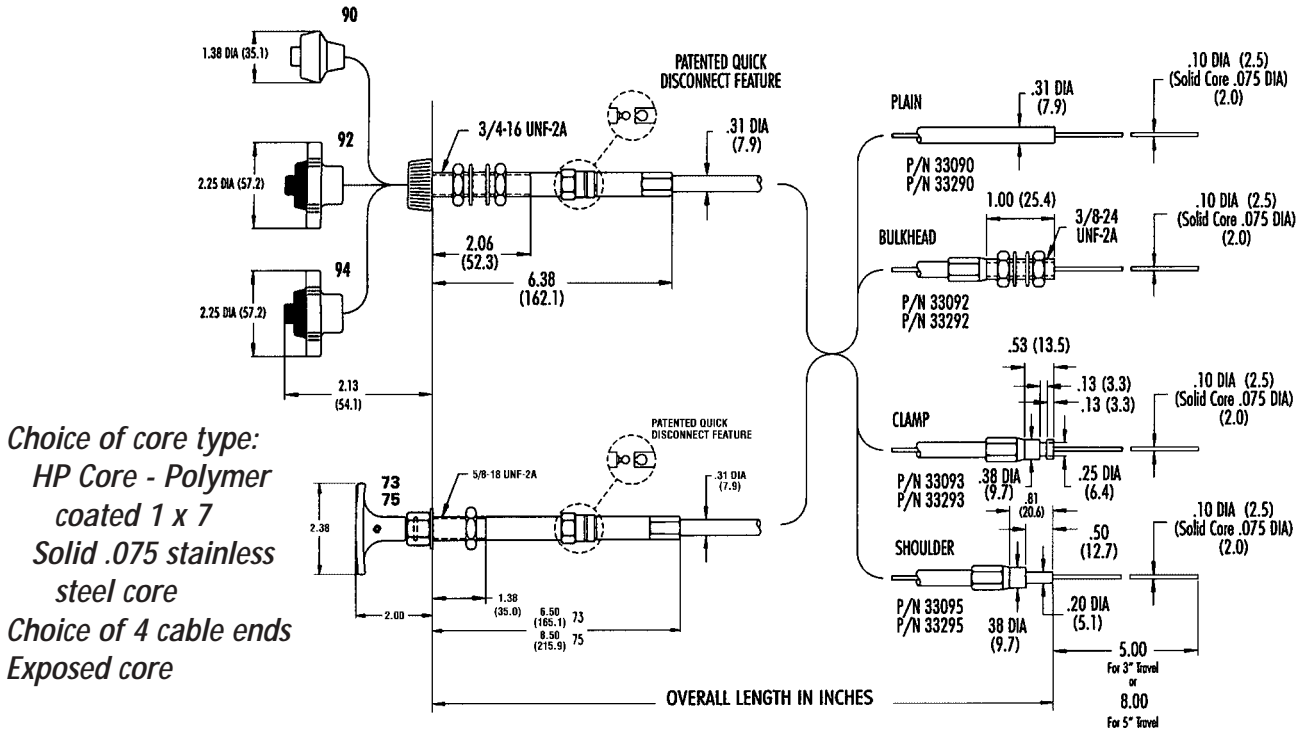 90
1.38 DIA (35.1)
92
2.25 DIA (57.2)
94
2.25 DIA (57.2)
2.13
(54.1)
3/4-16 UNF-2A
PATENTED QUICK
DISCONNECT FEATURE
.31 DIA
(7.9)
2.06
(52.3)
6.38
(162.1)
Choice of core type:
HP Core - Polymer
coated 1 x 7
Solid .075 stainless
steel core
Choice of 4 cable ends
Exposed core
73
75
2.38
2.00
5/8-18 UNF-2A
PATENTED QUICK
DISCONNECT FEATURE
.31 DIA
(7.9)
1.38
(35.0)
6.50
(165.1) 73
8.50
(215.9) 75
OVERALL LENGTH IN INCHES
PLAIN
.31 DIA
(7.9)
.10 DIA (2.5)
(Solid Core .075 DIA)
(2.0)
P/N 33090
P/N 33290
BULKHEAD
1.00 (25.4)
3/8-24
UNF-2A
.10 DIA (2.5)
(Solid Core .075 DIA)
(2.0)
P/N 33092
P/N 33292
CLAMP
.53 (13.5)
.13 (3.3)
.13 (3.3)
.10 DIA (2.5)
(Solid Core .075 DIA)
(2.0)
P/N 33093
P/N 33293
.38 DIA
(9.7)
.25 DIA
(6.4)
SHOULDER
.81
(20.6)
.50
(12.7)
.10 DIA (2.5)
(Solid Core .075 DIA)
(2.0)
P/N 33095
P/N 33295
38 DIA
(9.7)
.20 DIA
(5.1)
5.00
For 3" Travel
or
8.00
For 5" Travel